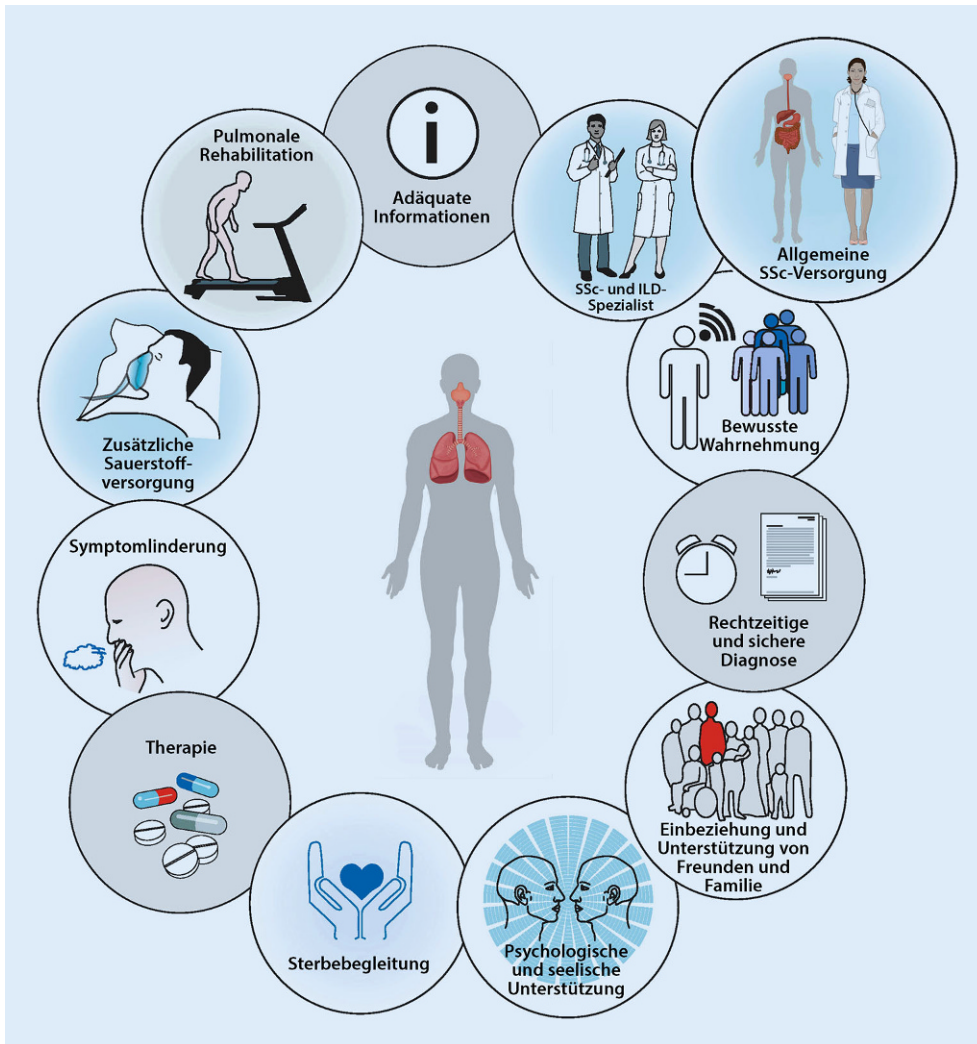 Pulmonale
Rehabilitation
Adäquate
Informationen
SSc- und ILD-
Spezialist
Allgemeine
SSc-Versorgung
Bewusste
Wahrnehmung
Rechtzeitige
und sichere
Diagnose
Einbeziehung und
Unterstützung von
Freunden und
Familie
Psychologische
und seelische
Unterstützung
Sterbebegleitung
Therapie
Symptomlinderung
Zusätzliche
Sauerstoff-
versorgung